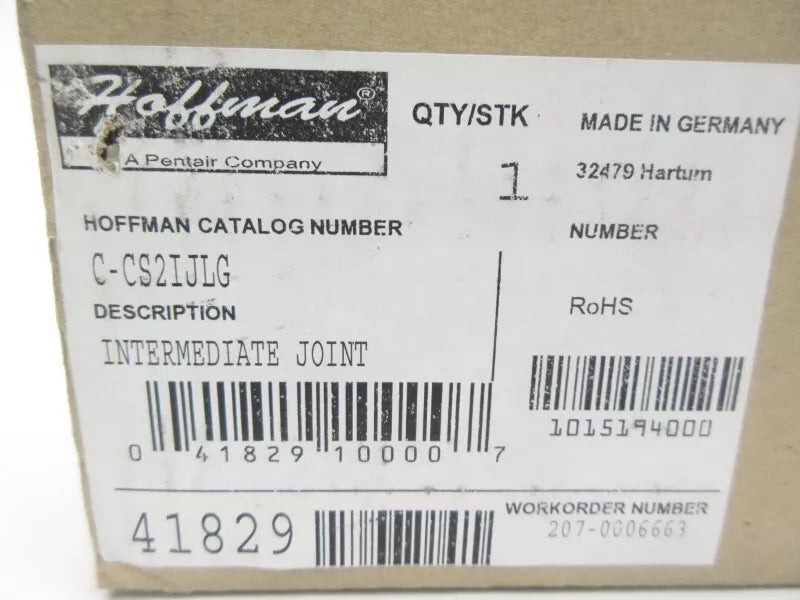 Hoffman®
A Pentair Company
QTY/STK
1
MADE IN GERMANY
32479 Hartum
HOFFMAN CATALOG NUMBER
C-CS2IJLG
NUMBER
DESCRIPTION
RoHS
INTERMEDIATE JOINT
1015194000
0 41829 10000 7
41829
WORKORDER NUMBER
207-0006663